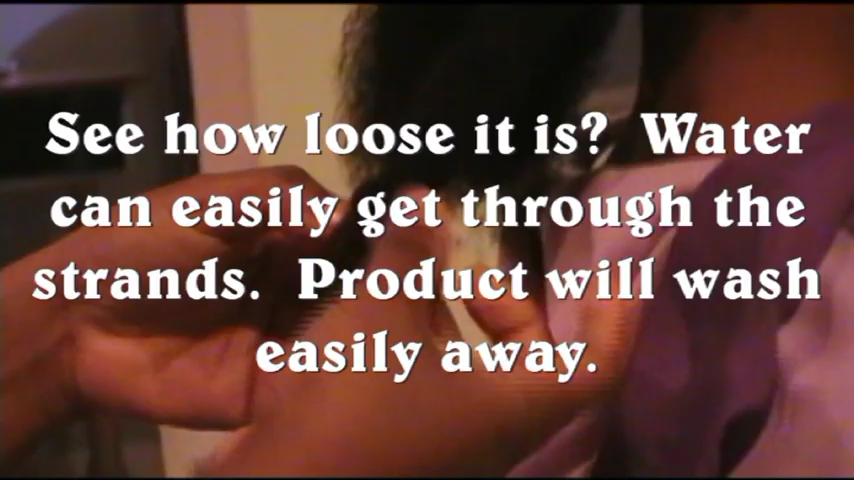 See how loose it is?  Water
can easily get through the
strands.  Product will wash
easily away.